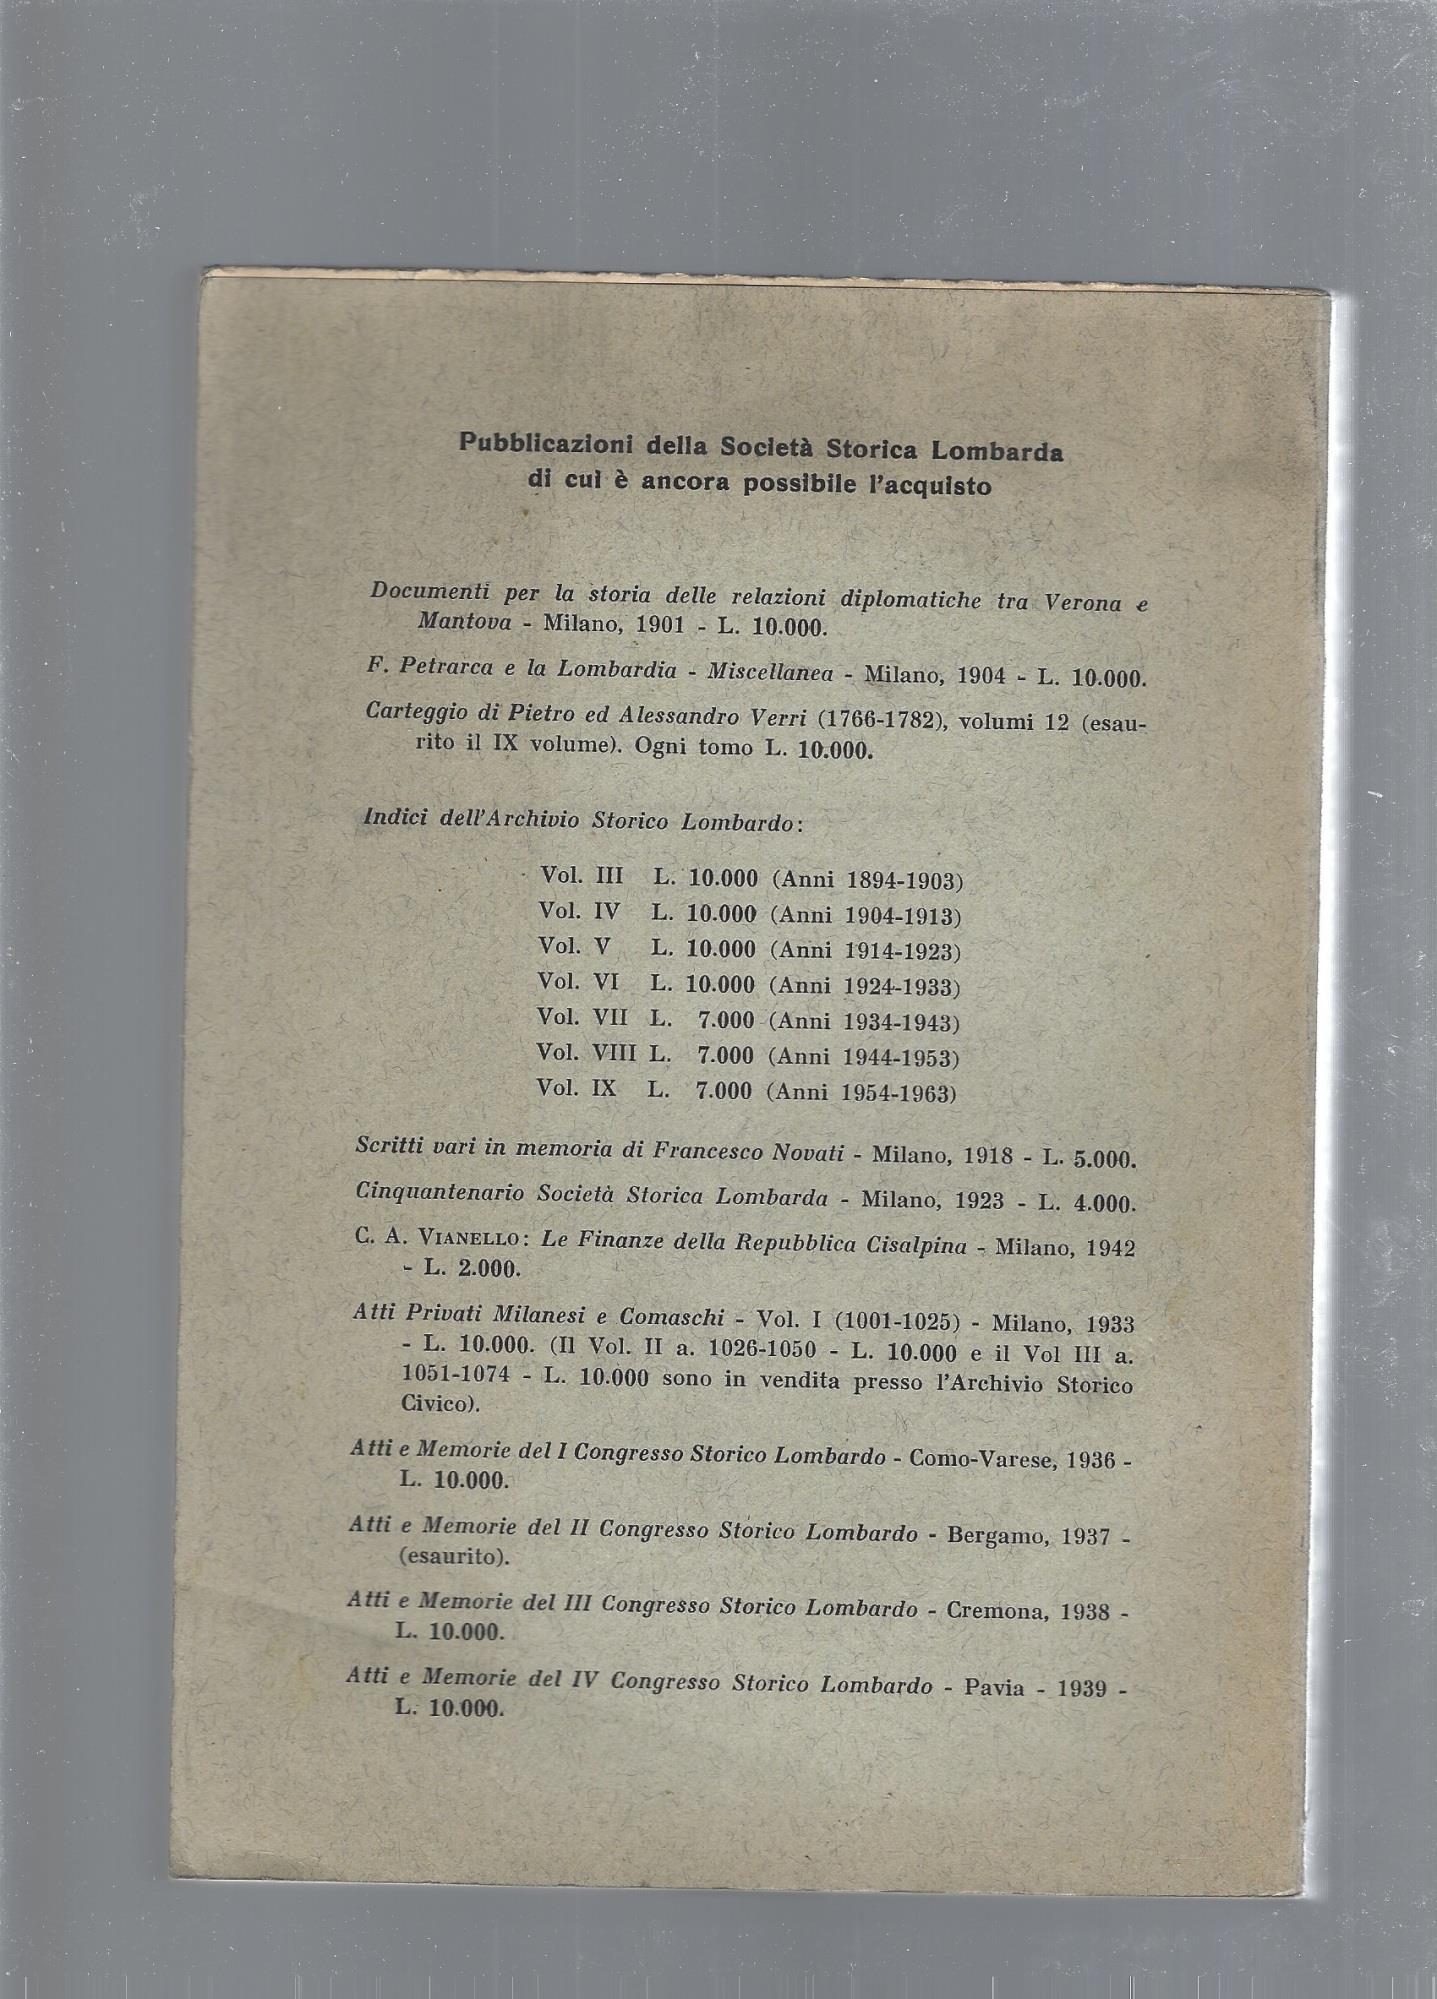 Pubblicazioni della Società Storica Lombarda
di cui è ancora possibile l'acquisto
Documenti per la storia delle relazioni diplomatiche tra Verona e
Mantova - Milano, 1901 - L. 10.000.
F. Petrarca e la Lombardia - Miscellanea - Milano, 1904 - L. 10.000.
Carteggio di Pietro ed Alessandro Verri (1766-1782), volumi 12 (esau-
rito il IX volume). Ogni tomo L. 10.000.
Indici dell'Archivio Storico Lombardo:
Vol. III L. 10.000 (Anni 1894-1903)
Vol. IV L. 10.000 (Anni 1904-1913)
Vol. V L. 10.000 (Anni 1914-1923)
Vol. VI L. 10.000 (Anni 1924-1933)
Vol. VII L. 7.000 (Anni 1934-1943)
Vol. VIII L. 7.000 (Anni 1944-1953)
Vol. IX L. 7.000 (Anni 1954-1963)
Scritti vari in memoria di Francesco Novati - Milano, 1918 - L. 5.000.
Cinquantenario Società Storica Lombarda - Milano, 1923 - L. 4.000.
C. A. VIANELLO: Le Finanze della Repubblica Cisalpina - Milano, 1942
- L. 2.000.
Atti Privati Milanesi e Comaschi - Vol. I (1001-1025) - Milano, 1933
- L. 10.000. (Il Vol. II a. 1026-1050 - L. 10.000 e il Vol III a.
1051-1074 - L. 10.000 sono in vendita presso l'Archivio Storico
Civico).
Atti e Memorie del I Congresso Storico Lombardo - Como-Varese, 1936 -
L. 10.000.
Atti e Memorie del II Congresso Storico Lombardo - Bergamo, 1937 -
(esaurito).
Atti e Memorie del III Congresso Storico Lombardo - Cremona, 1938 -
L. 10.000.
Atti e Memorie del IV Congresso Storico Lombardo - Pavia - 1939 -
L. 10.000.